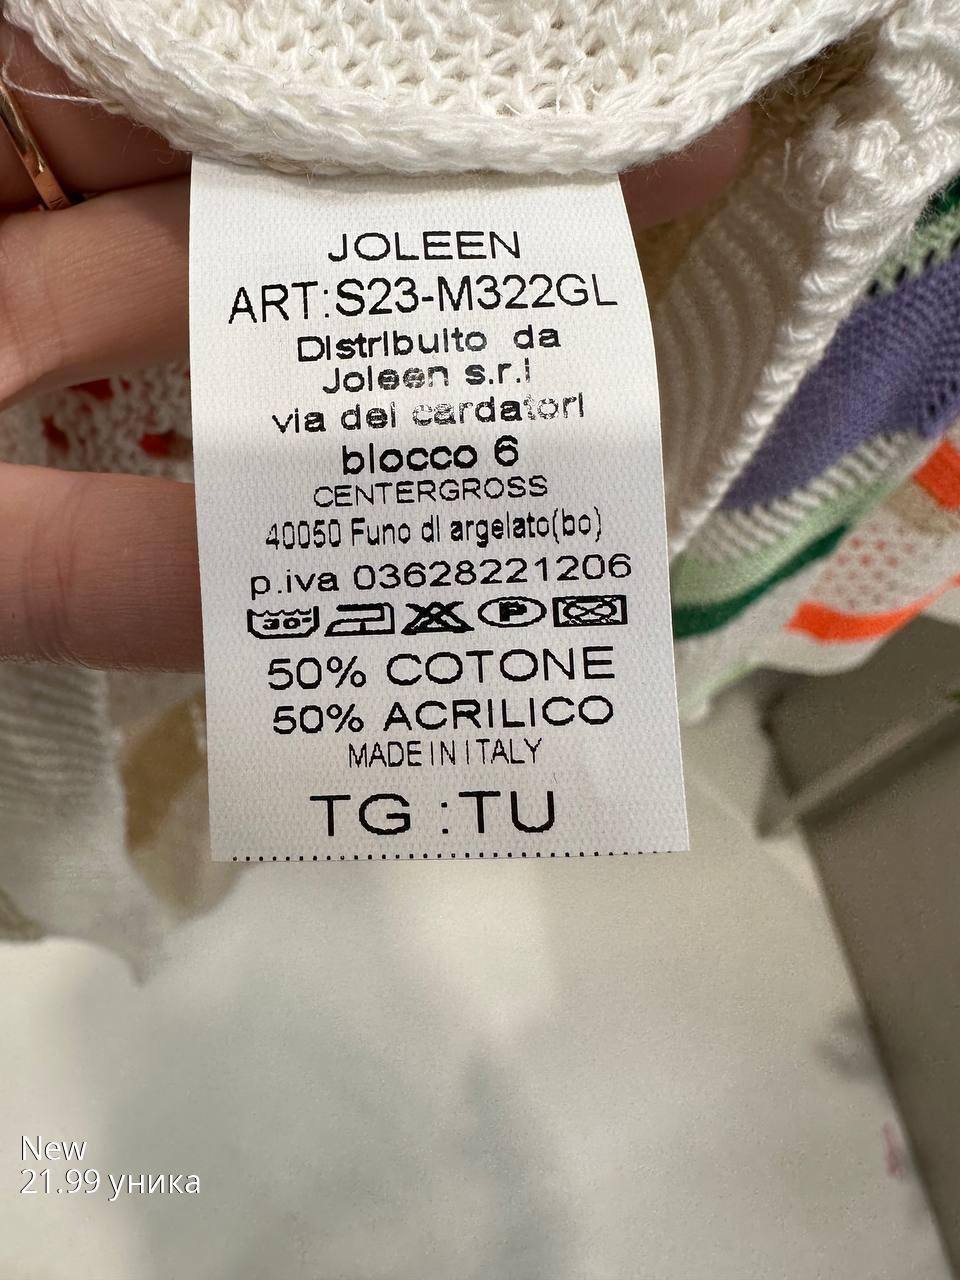 JOLEEN
ART:S23-M322GL
Distribuito da
Joleen s.r.l
via dei cardatori
blocco 6
CENTERGROSS
40050 Funo di argelato(bo)
p.iva 03628221206
30°
P
50% COTONE
50% ACRILICO
MADE IN ITALY
TG :TU
New
21.99 уника